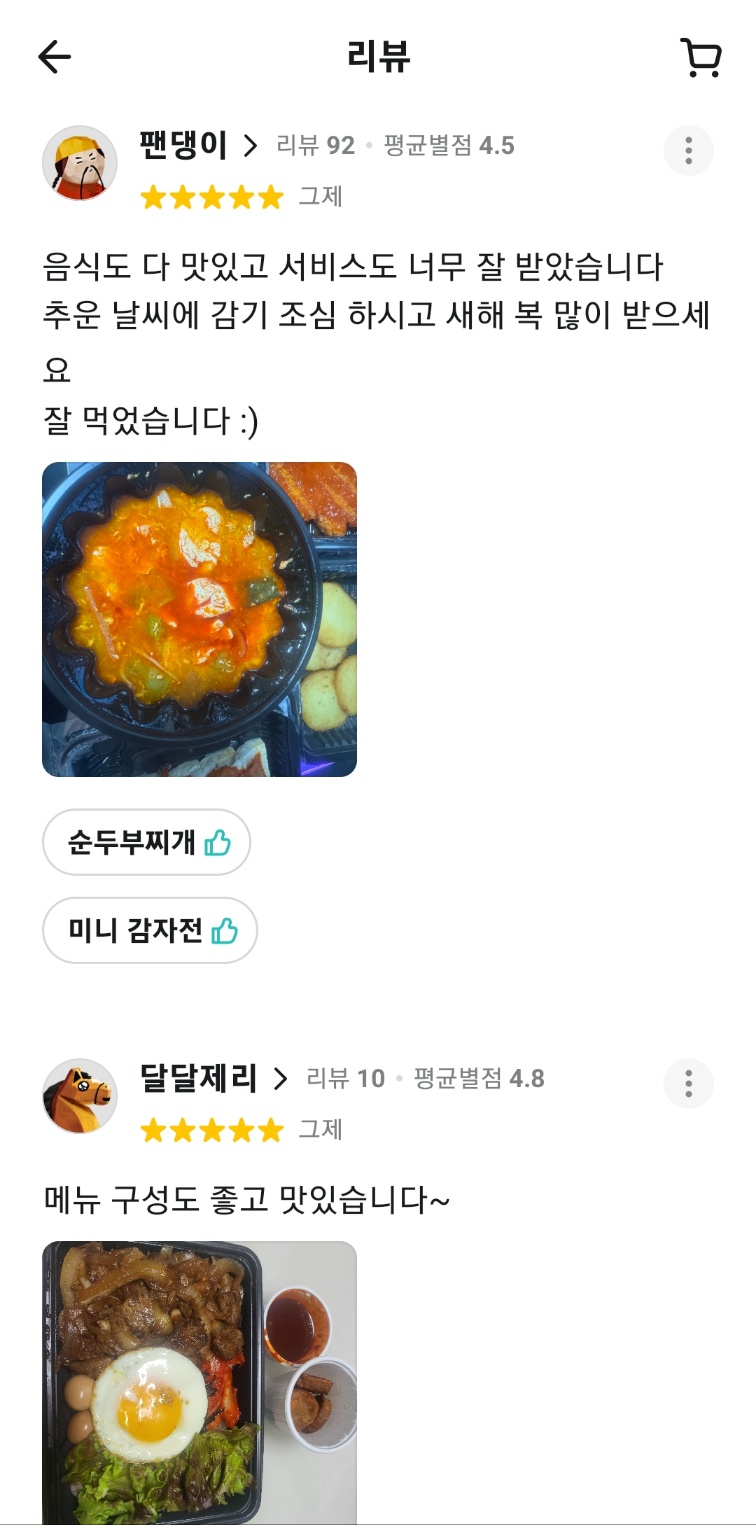 리뷰
팬댕이 리뷰 92 • 평균별점 4.5
그제
음식도 다 맛있고 서비스도 너무 잘 받았습니다
추운 날씨에 감기 조심 하시고 새해 복 많이 받으세
요
잘 먹었습니다 :)
순두부찌개
미니 감자전
달달제리 리뷰 10 • 평균별점 4.8
그제
메뉴 구성도 좋고 맛있습니다~